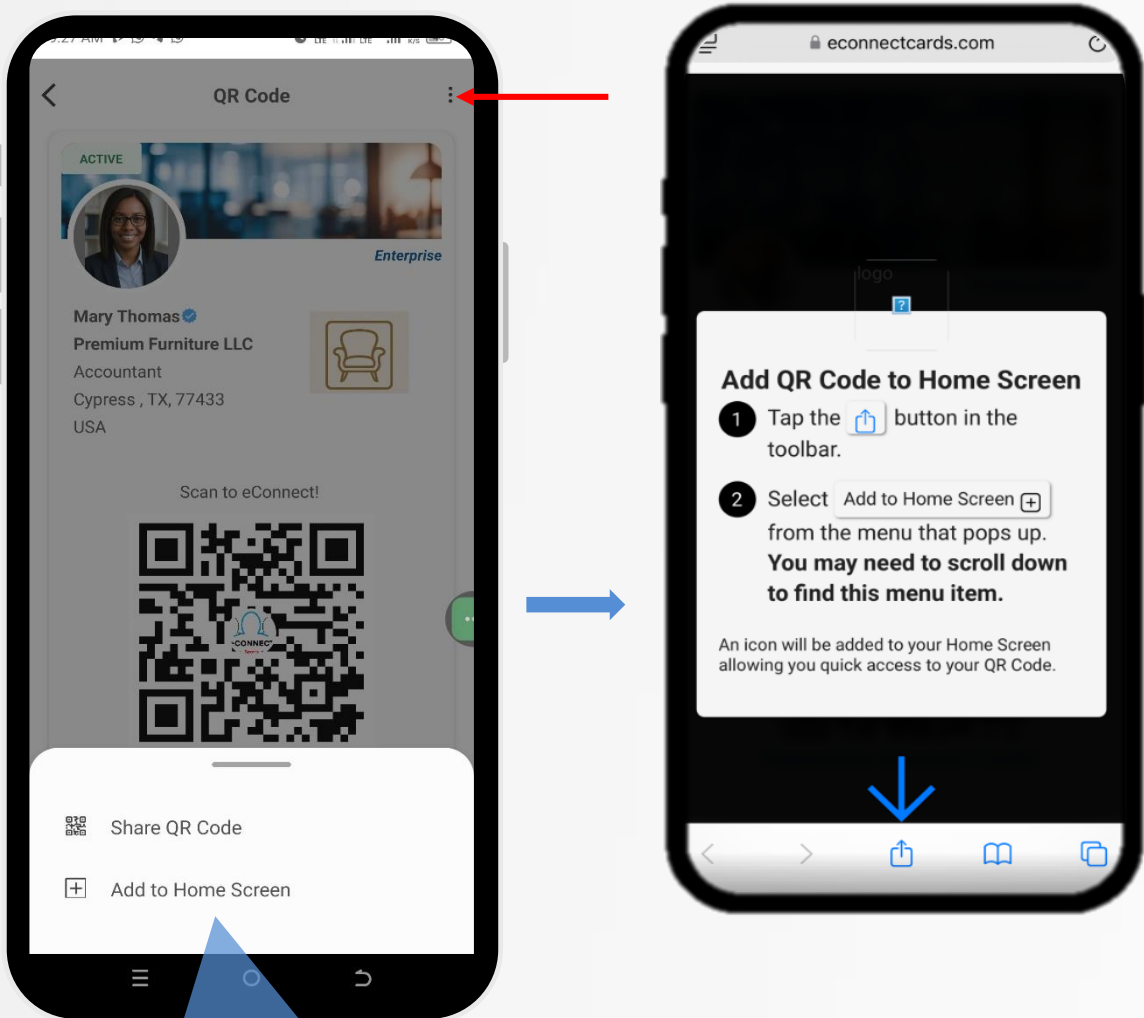 QR Code
ACTIVE
Enterprise
Mary Thomas
Premium Furniture LLC
Accountant
Cypress , TX, 77433
USA
Scan to eConnect!
Share QR Code
Add to Home Screen
econnectcards.com
logo
Add QR Code to Home Screen
1 Tap the button in the
toolbar.
2 Select Add to Home Screen
from the menu that pops up.
You may need to scroll down
to find this menu item.
An icon will be added to your Home Screen
allowing you quick access to your QR Code.